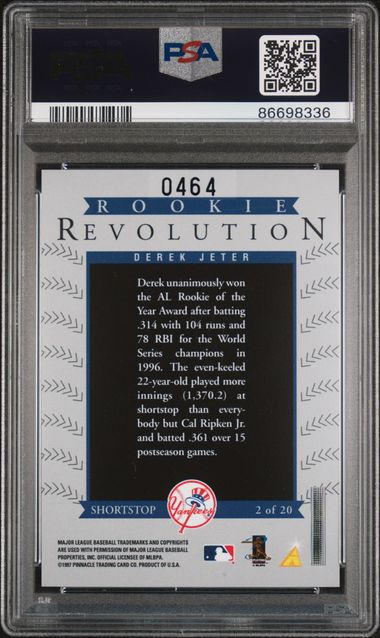 PSA
86698336
0464
ROOKIE
REVOLUTION
DEREK JETER
Derek unanimously won
the AL Rookie of the
Year Award after batting
.314 with 104 runs and
78 RBI for the World
Series champions in
1996. The even-keeled
22-year-old played more
innings (1,370.2) at
shortstop than every-
body but Cal Ripken Jr.
and batted .361 over 15
postseason games.
SHORTSTOP
Yankees
2 of 20
MAJOR LEAGUE BASEBALL TRADEMARKS AND COPYRIGHTS
ARE USED WITH PERMISSION OF MAJOR LEAGUE BASEBALL
PROPERTIES, INC. OFFICIAL LICENSEE OF MLBPA.
©1997 PINNACLE TRADING CARD CO. PRODUCT OF U.S.A.